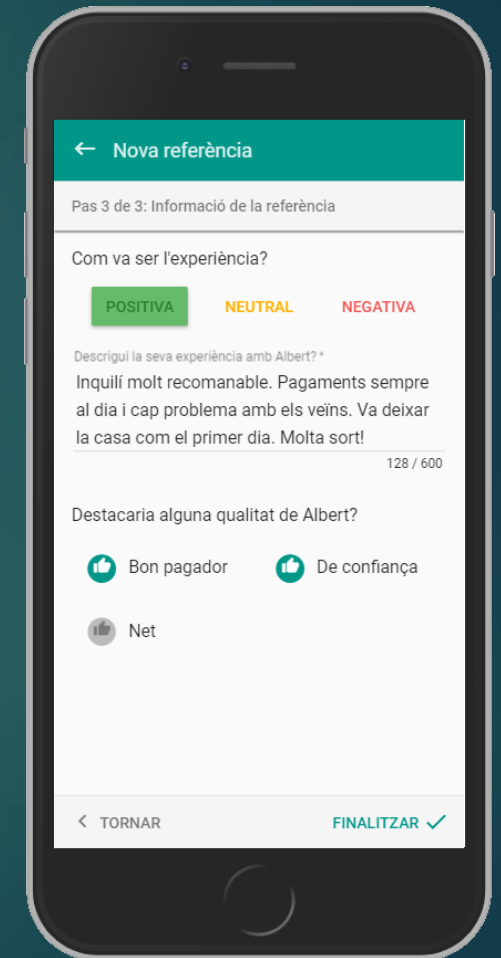 Nova referència
Pas 3 de 3: Informació de la referència
Com va ser l'experiència?
POSITIVA NEUTRAL NEGATIVA
Descrigui la seva experiència amb Albert? *
Inquilí molt recomanable. Pagaments sempre
al dia i cap problema amb els veïns. Va deixar
la casa com el primer dia. Molta sort!
128 / 600
Destacaria alguna qualitat de Albert?
Bon pagador De confiança
Net
TORNAR FINALITZAR